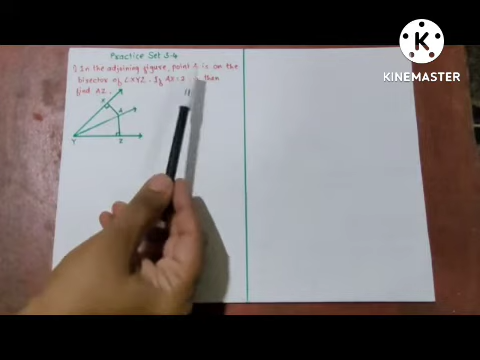 Practice Set 3.4
Q. In the adjoining figure, point A is on the
bisector of ∠XYZ. If AX = 2 then
find AZ.
X
A
Y
Z
K
KINEMASTER